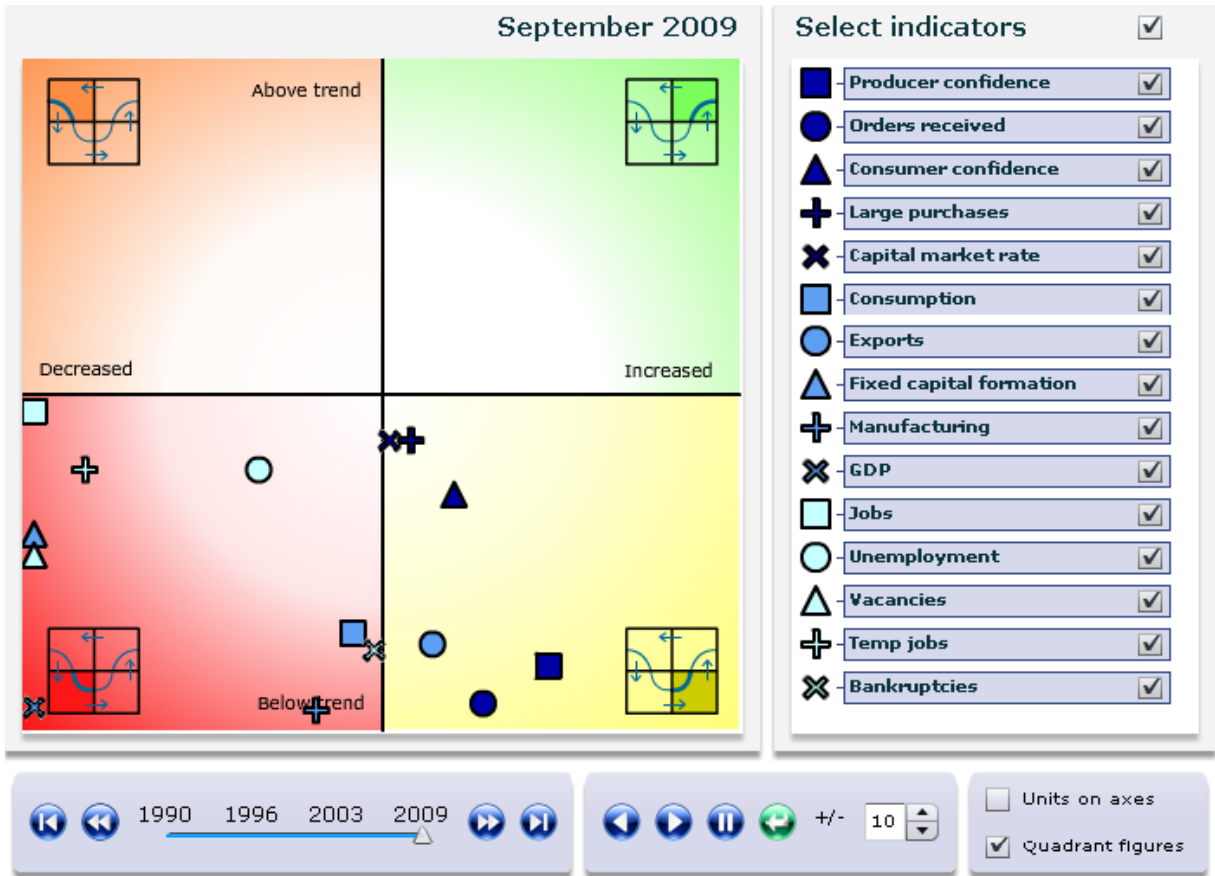 September 2009
Select indicators
Above trend
Decreased
Increased
Below trend
Producer confidence
Orders received
Consumer confidence
Large purchases
Capital market rate
Consumption
Exports
Fixed capital formation
Manufacturing
GDP
Jobs
Unemployment
Vacancies
Temp jobs
Bankruptcies
1990 1996 2003 2009
+/- 10
Units on axes
Quadrant figures